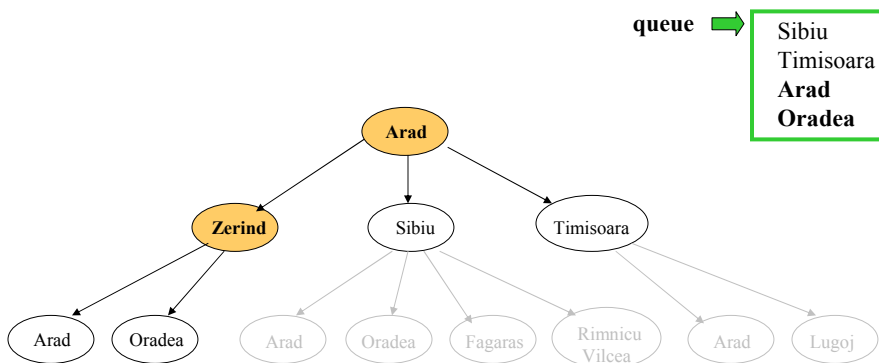 queue
Sibiu
Timisoara
Arad
Oradea
Arad
Zerind
Sibiu
Timisoara
Arad
Oradea
Arad
Oradea
Fagaras
Rimnicu
Vilcea
Arad
Lugoj